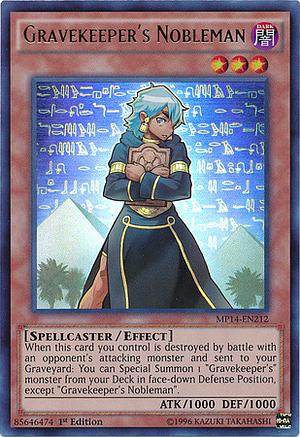 GRAVEKEEPER'S NOBLEMAN
DARK
闇
MP14-EN212
[SPELLCASTER / EFFECT]
When this card you control is destroyed by battle with
an opponent's attacking monster and sent to your
Graveyard: You can Special Summon 1 "Gravekeeper's"
monster from your Deck in face-down Defense Position,
except "Gravekeeper's Nobleman".
ATK/1000 DEF/1000
85646474 1st Edition ©1996 KAZUKI TAKAHASHI